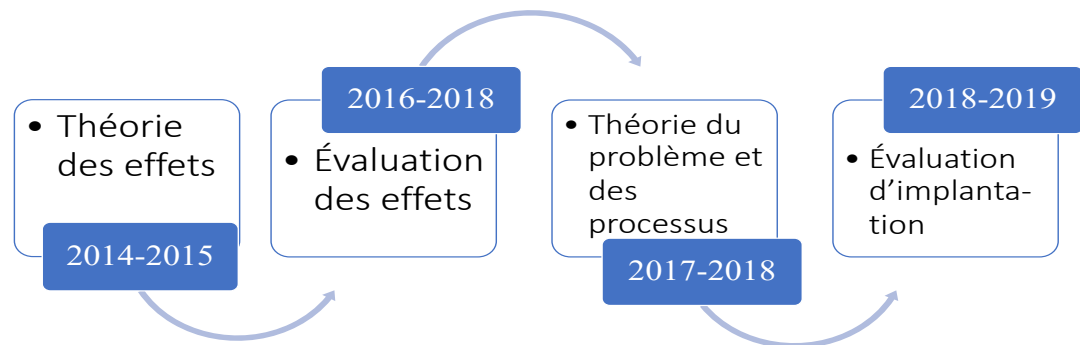 • Théorie
des effets
2014-2015
2016-2018
• Évaluation
des effets
• Théorie du
problème et
des
processus
2017-2018
2018-2019
• Évaluation
d’implanta-
tion